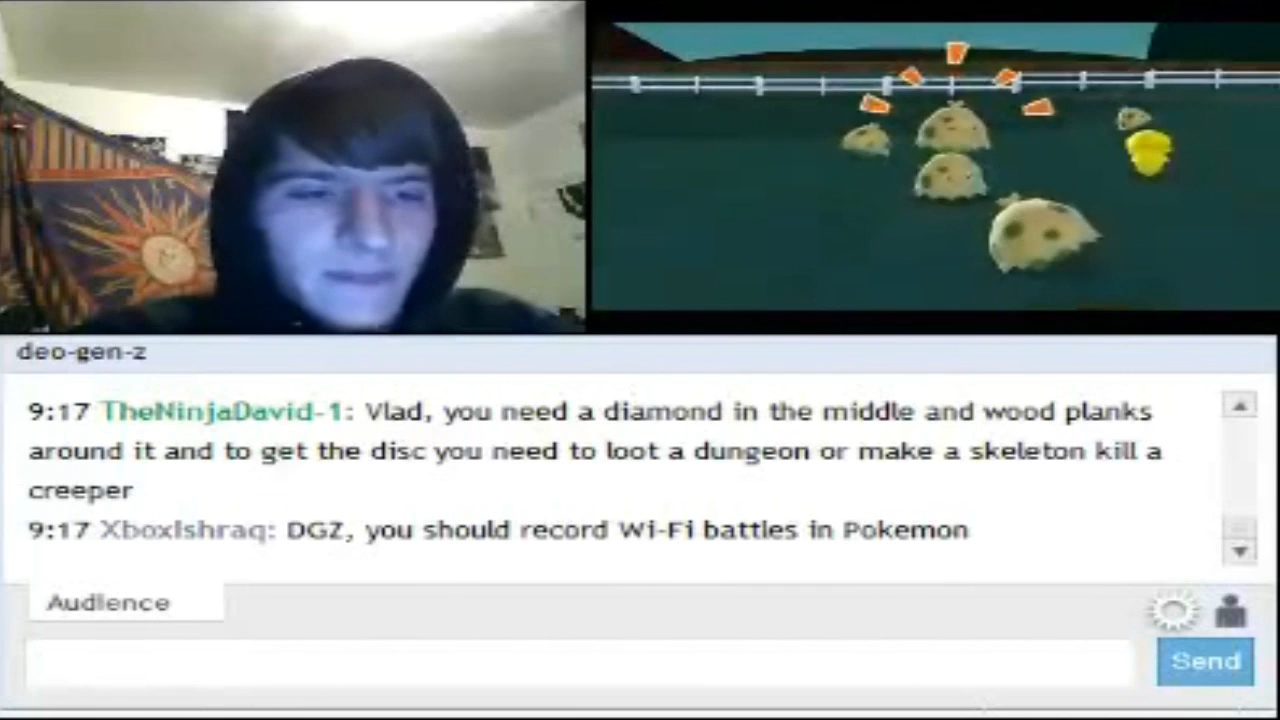 deo-gen-z
9:17 TheNinjaDavid-1: Vlad, you need a diamond in the middle and wood planks
around it and to get the disc you need to loot a dungeon or make a skeleton kill a
creeper
9:17 XboxIshraq: DGZ, you should record Wi-Fi battles in Pokemon
Audience
Send